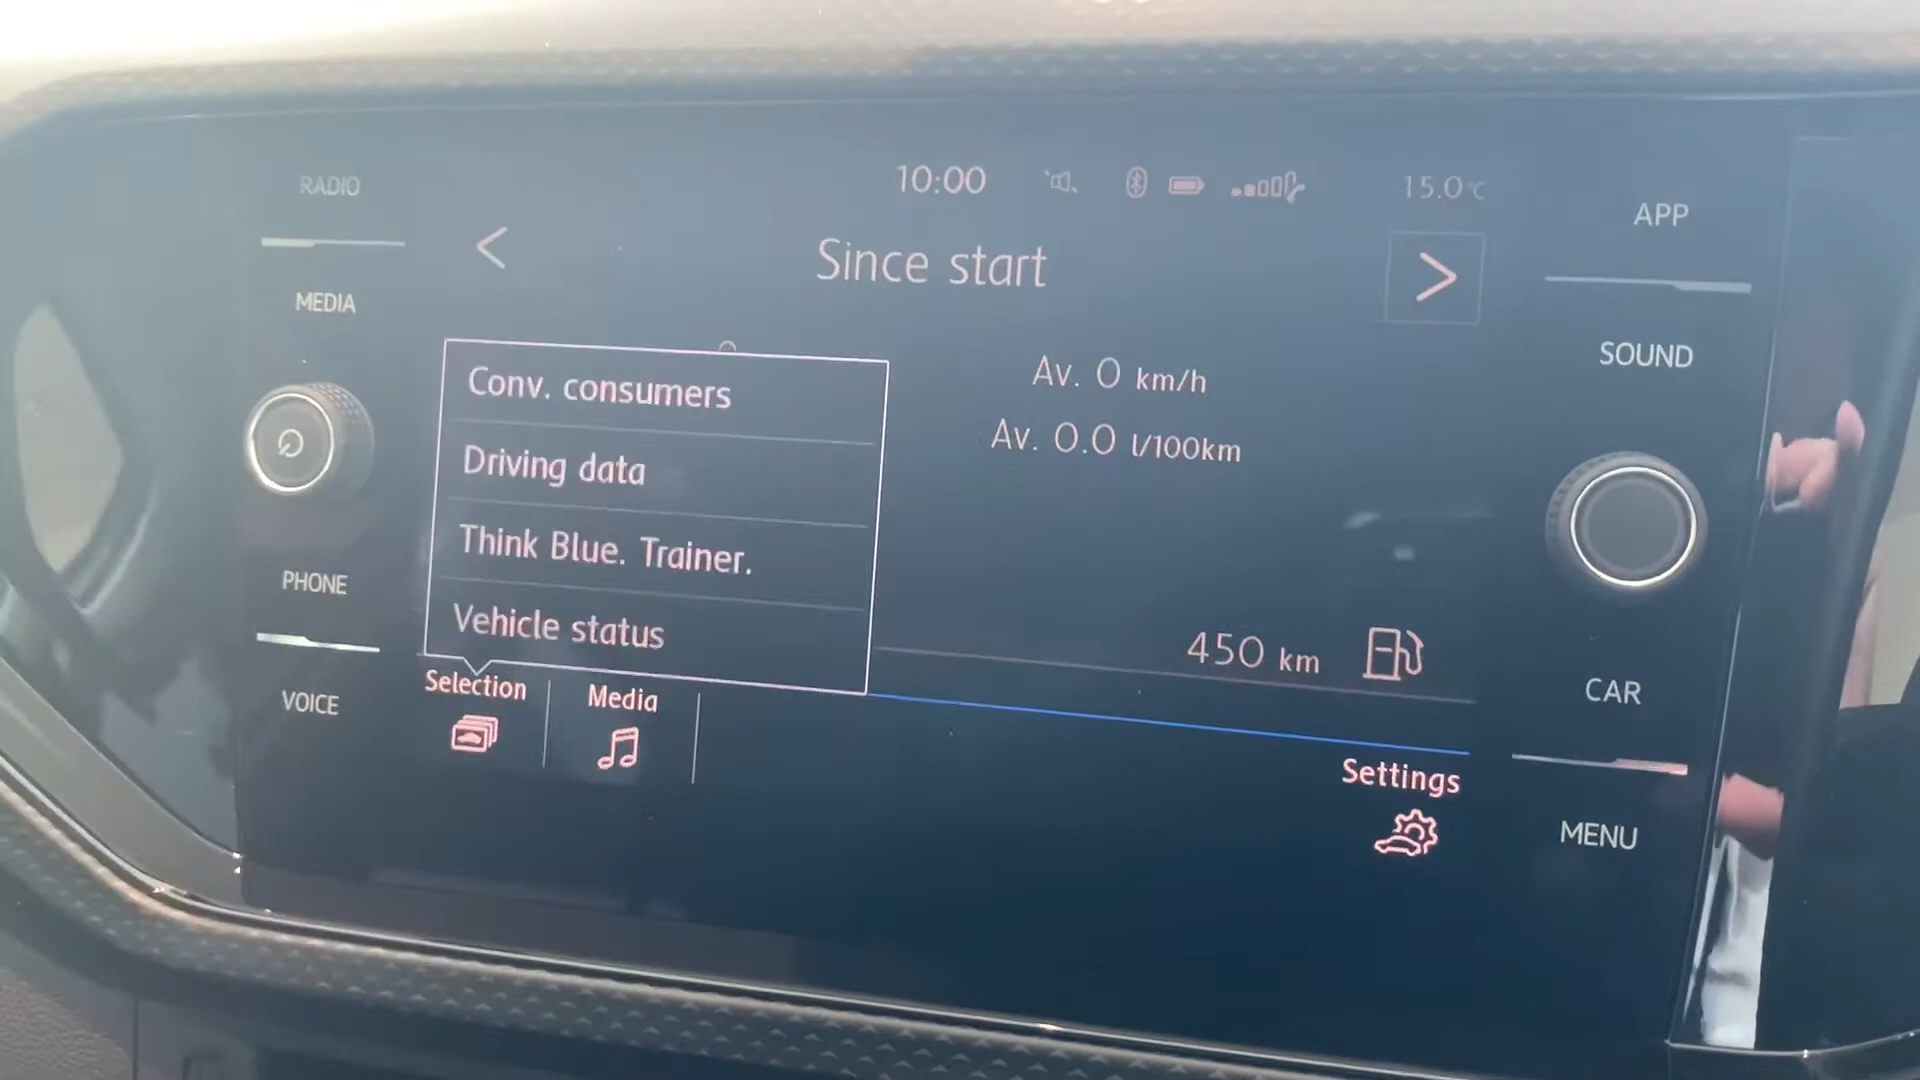 RADIO
MEDIA
PHONE
VOICE
10:00
15.0°C
Since start
Conv. consumers
Driving data
Think Blue. Trainer.
Vehicle status
Av. 0 km/h
Av. 0.0 l/100km
450 km
Selection
Media
Settings
APP
SOUND
CAR
MENU